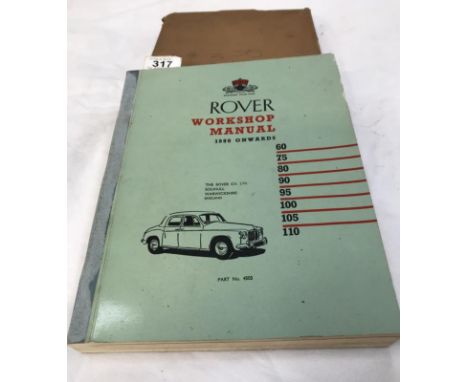 317
ROVER
WORKSHOP
MANUAL
1950 ONWARDS
60
75
80
90
95
100
105
110
THE ROVER CO. LTD
SOLIHULL
WARWICKSHIRE
ENGLAND
PART No. 4505